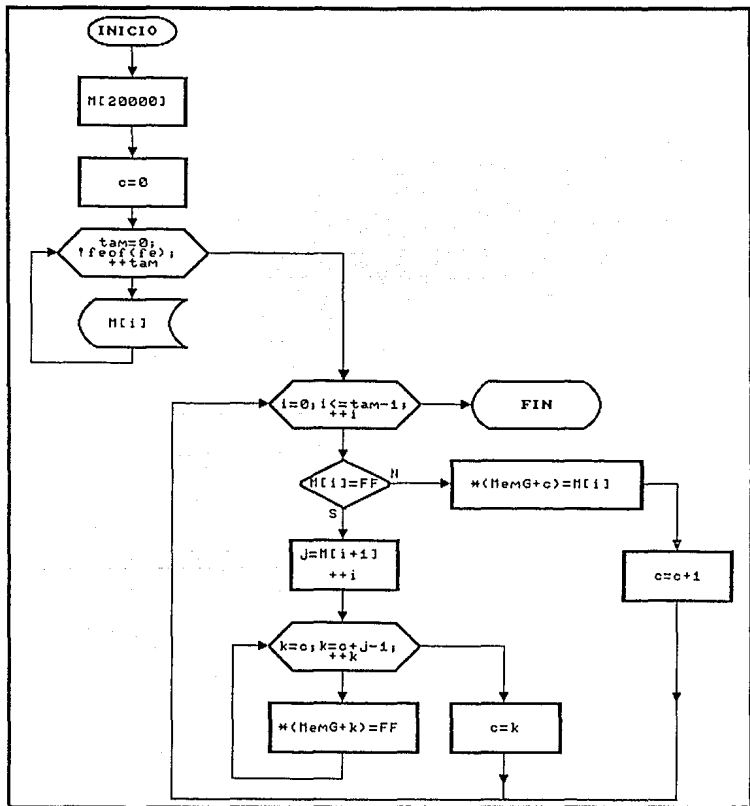 INICIO
M[20000]
c=0
tam=0;
!feof(fe);
++tam
M[i]
i=0;i<=tam-1;
++i
FIN
M[i]=FF
N
*(MemG+c)=M[i]
S
j=M[i+1]
++i
c=c+1
k=c;k=c+j-1;
++k
*(MemG+k)=FF
c=k